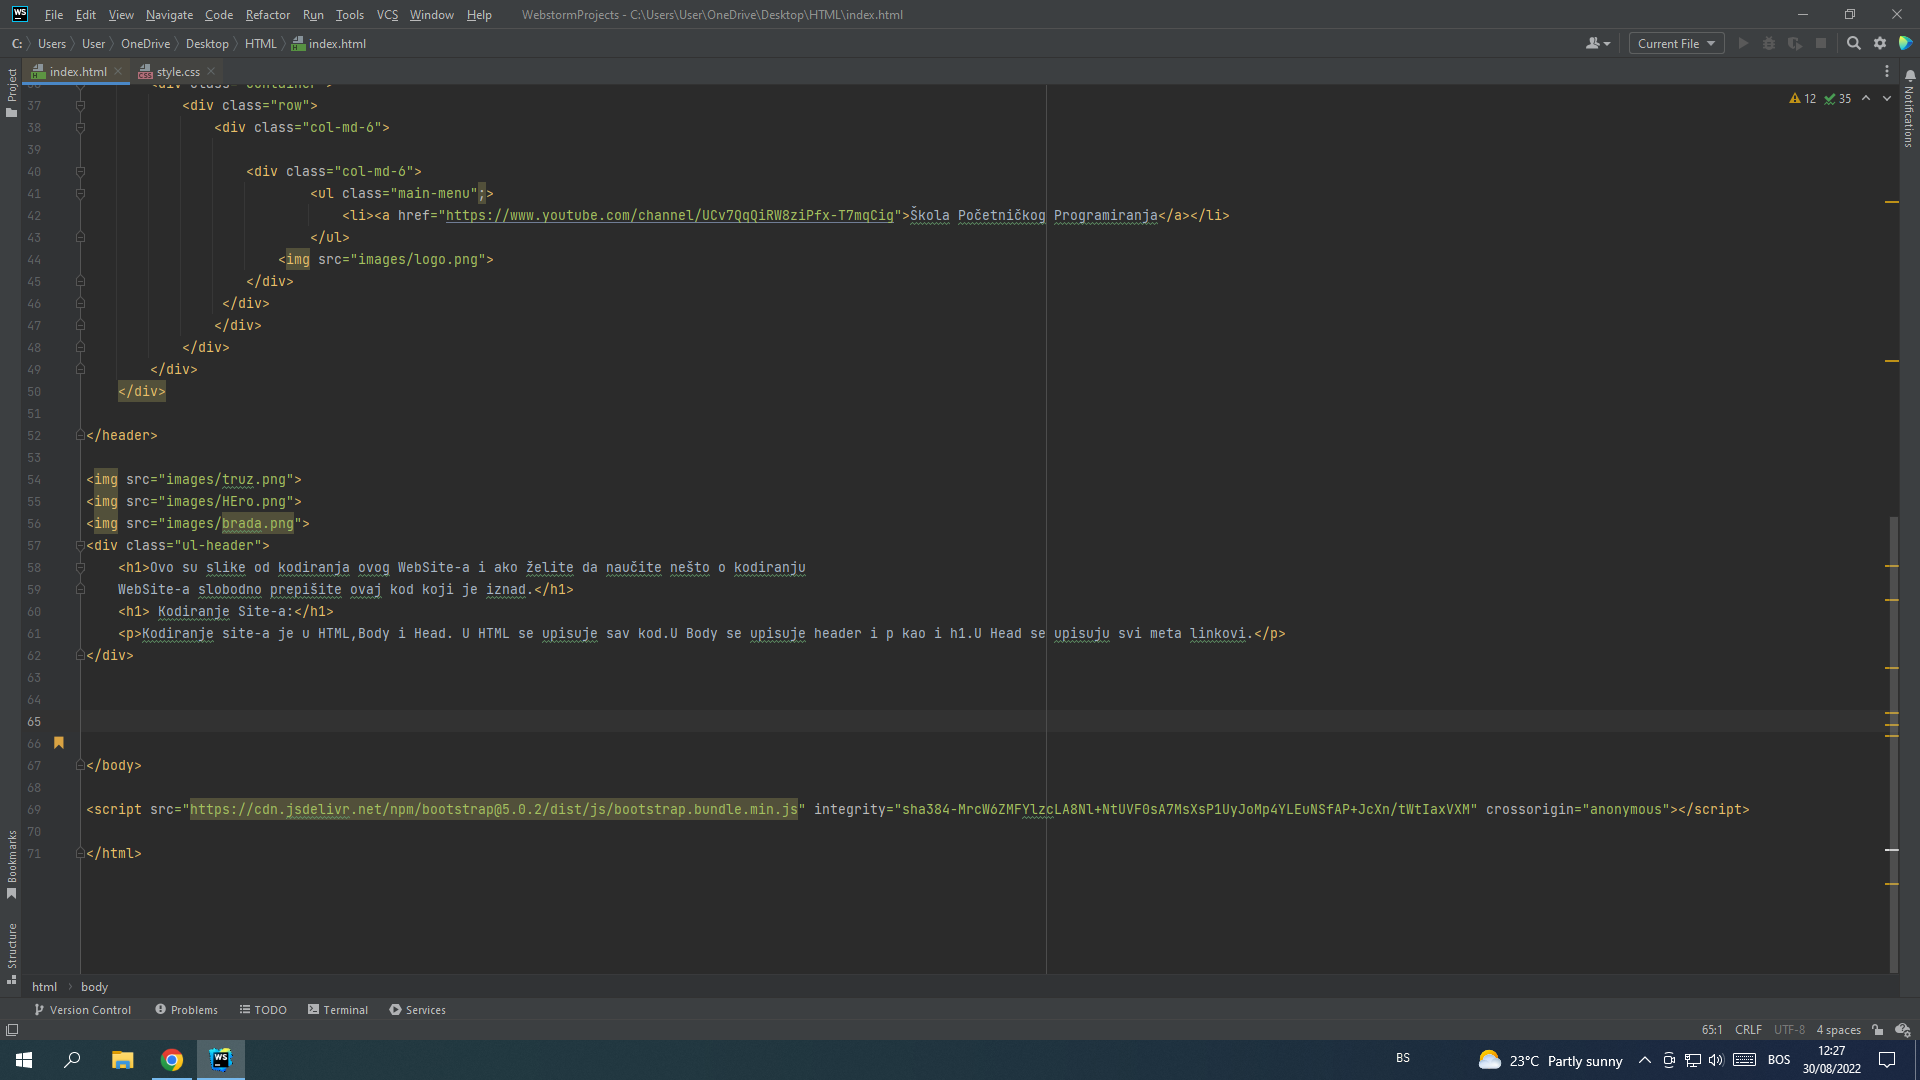 WS File Edit View Navigate Code Refactor Run Tools VCS Window Help WebstormProjects - C:\Users\User\OneDrive\Desktop\HTML\index.html
C: Users User OneDrive Desktop HTML index.html Current File
Project index.html style.css
12 35
Notifications
37 <div class="row">
38 <div class="col-md-6">
39
40 <div class="col-md-6">
41 <ul class="main-menu";>
42 <li><a href="https://www.youtube.com/channel/UCv7QqQiRW8ziPfx-T7mqCig">Škola Početničkog Programiranja</a></li>
43 </ul>
44 <img src="images/logo.png">
45 </div>
46 </div>
47 </div>
48 </div>
49 </div>
50 </div>
51
52 </header>
53
54 <img src="images/truz.png">
55 <img src="images/HEro.png">
56 <img src="images/brada.png">
57 <div class="ul-header">
58 <h1>Ovo su slike od kodiranja ovog WebSite-a i ako želite da naučite nešto o kodiranju
59 WebSite-a slobodno prepišite ovaj kod koji je iznad.</h1>
60 <h1> Kodiranje Site-a:</h1>
61 <p>Kodiranje site-a je u HTML,Body i Head. U HTML se upisuje sav kod.U Body se upisuje header i p kao i h1.U Head se upisuju svi meta linkovi.</p>
62 </div>
63
64
65
66
67 </body>
68
69 <script src="https://cdn.jsdelivr.net/npm/bootstrap@5.0.2/dist/js/bootstrap.bundle.min.js" integrity="sha384-MrcW6ZMFYlzcLA8Nl+NtUVF0sA7MsXsP1UyJoMp4YLEuNSfAP+JcXn/tWtIaxVXM" crossorigin="anonymous"></script>
70
71 </html>
Bookmarks
Structure
html body
Version Control Problems TODO Terminal Services
65:1 CRLF UTF-8 4 spaces
BS 23°C Partly sunny BOS 12:27
30/08/2022